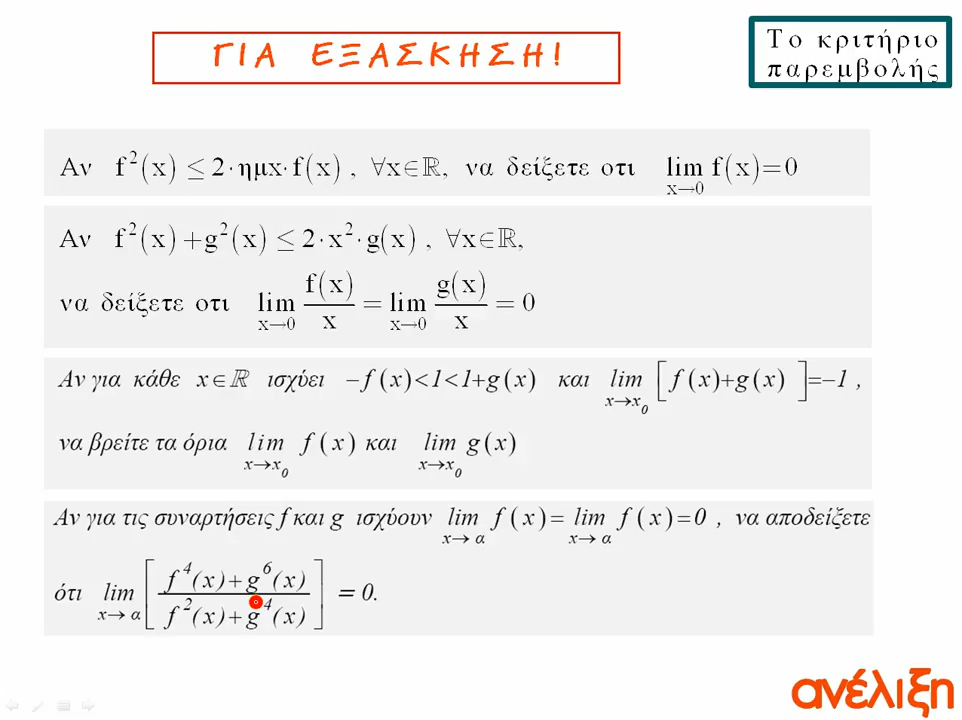 ΓΙΑ ΕΞΑΣΚΗΣΗ!
Το κριτήριο
παρεμβολής
Αν f²(x) ≤ 2·ημx·f(x), ∀x∈ℝ, να δείξετε οτι lim f(x)=0
x→0
Αν f²(x)+g²(x) ≤ 2·x²·g(x), ∀x∈ℝ,
να δείξετε οτι lim f(x)/x = lim g(x)/x = 0
x→0 x→0
Αν για κάθε x∈ℝ ισχύει −f(x)<1<1+g(x) και lim [f(x)+g(x)]=−1,
x→x₀
να βρείτε τα όρια lim f(x) και lim g(x)
x→x₀ x→x₀
Αν για τις συναρτήσεις f και g ισχύουν lim f(x)= lim f(x)=0, να αποδείξετε
x→α x→α
ότι lim [(f⁴(x)+g⁶(x))/(f²(x)+g⁴(x))] = 0.
x→α
ανέλιξη